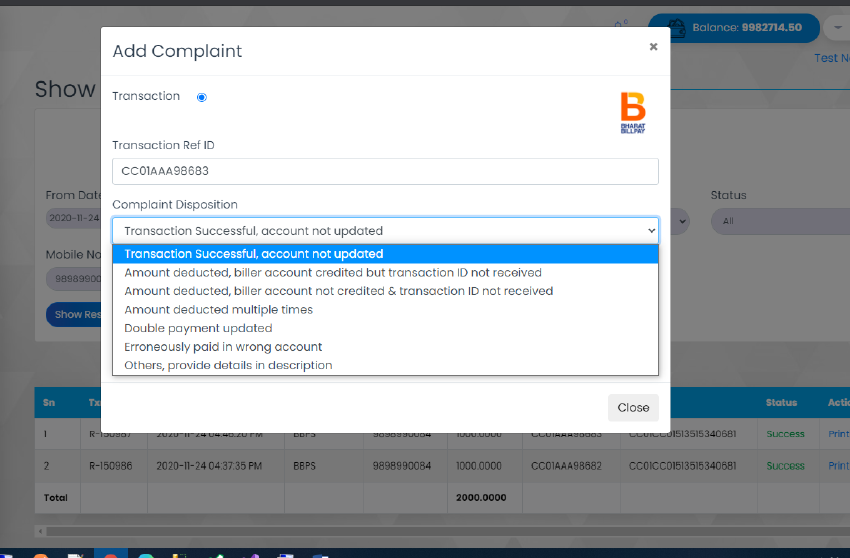 Balance: 9982714.50
Add Complaint
×
Test N
Show
Transaction
B
BHARAT
BILLPAY
Transaction Ref ID
CC01AAA98683
From Date
Status
Complaint Disposition
2020-11-24
All
Transaction Successful, account not updated
Transaction Successful, account not updated
Mobile No
Amount deducted, biller account credited but transaction ID not received
9898990
Amount deducted, biller account not credited & transaction ID not received
Show Res
Amount deducted multiple times
Double payment updated
Erroneously paid in wrong account
Others, provide details in description
Close
Sn Tx Status Actio
1 R-150987 2020-11-24 04:46:20 PM BBPS 9898990084 1000.0000 CC01AAA98683 CC01CC01513515340681 Success Print
2 R-150986 2020-11-24 04:37:35 PM BBPS 9898990084 1000.0000 CC01AAA98682 CC01CC01513515340681 Success Print
Total 2000.0000